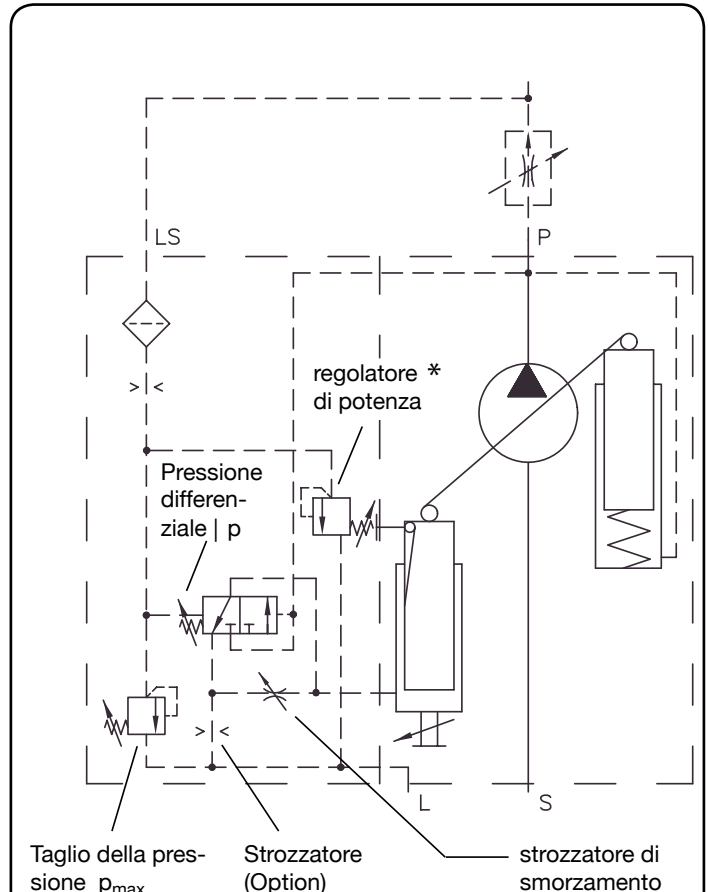 LS
P
regolatore *
di potenza
Pressione
differen-
ziale | p
L
S
Taglio della pres-
sione pmax
Strozzatore
(Option)
strozzatore di
smorzamento